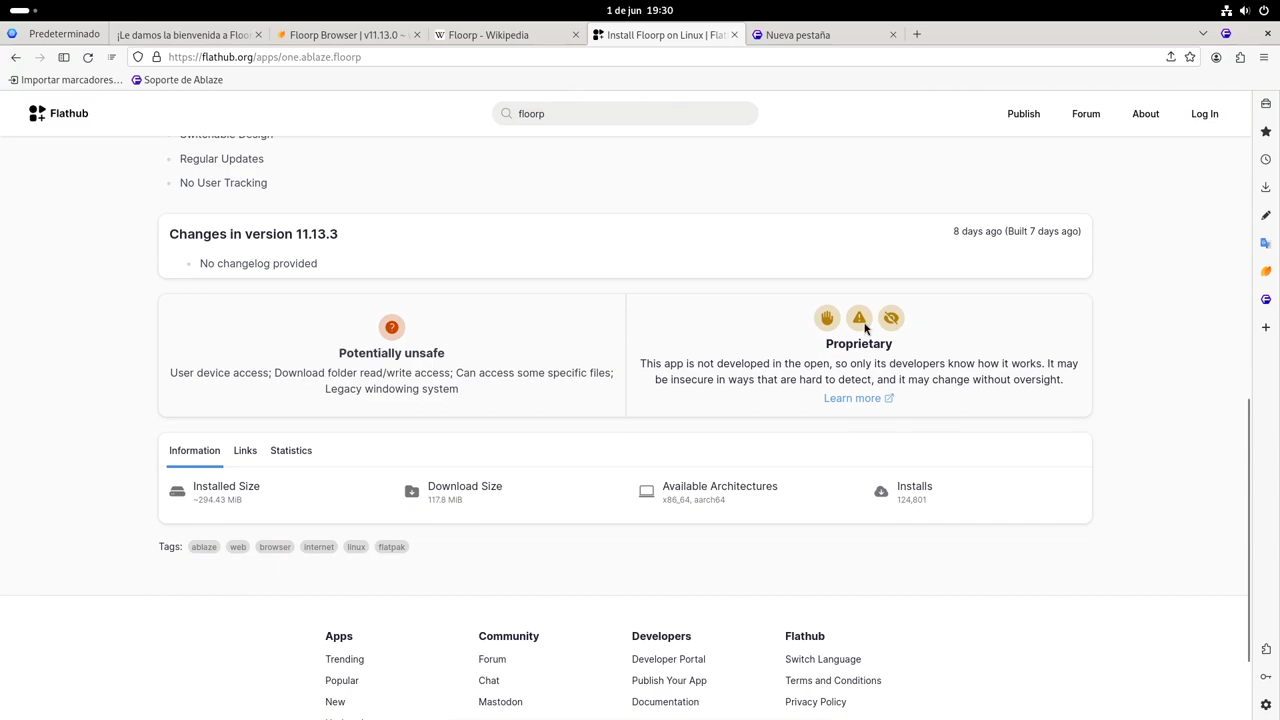 1 de jun  19:30
Predeterminado
¡Le damos la bienvenida a Floor
Floorp Browser | v11.13.0 ~
Floorp - Wikipedia
Install Floorp on Linux | Flat
Nueva pestaña
https://flathub.org/apps/one.ablaze.floorp
Importar marcadores…
Soporte de Ablaze
Flathub
floorp
Publish
Forum
About
Log In
Switchable Design
Regular Updates
No User Tracking
Changes in version 11.13.3
8 days ago (Built 7 days ago)
No changelog provided
Potentially unsafe
User device access; Download folder read/write access; Can access some specific files;
Legacy windowing system
Proprietary
This app is not developed in the open, so only its developers know how it works. It may
be insecure in ways that are hard to detect, and it may change without oversight.
Learn more
Information
Links
Statistics
Installed Size
~294.43 MiB
Download Size
117.8 MiB
Available Architectures
x86_64, aarch64
Installs
124,801
Tags:
ablaze
web
browser
internet
linux
flatpak
Apps
Trending
Popular
New
Community
Forum
Chat
Mastodon
Developers
Developer Portal
Publish Your App
Documentation
Flathub
Switch Language
Terms and Conditions
Privacy Policy